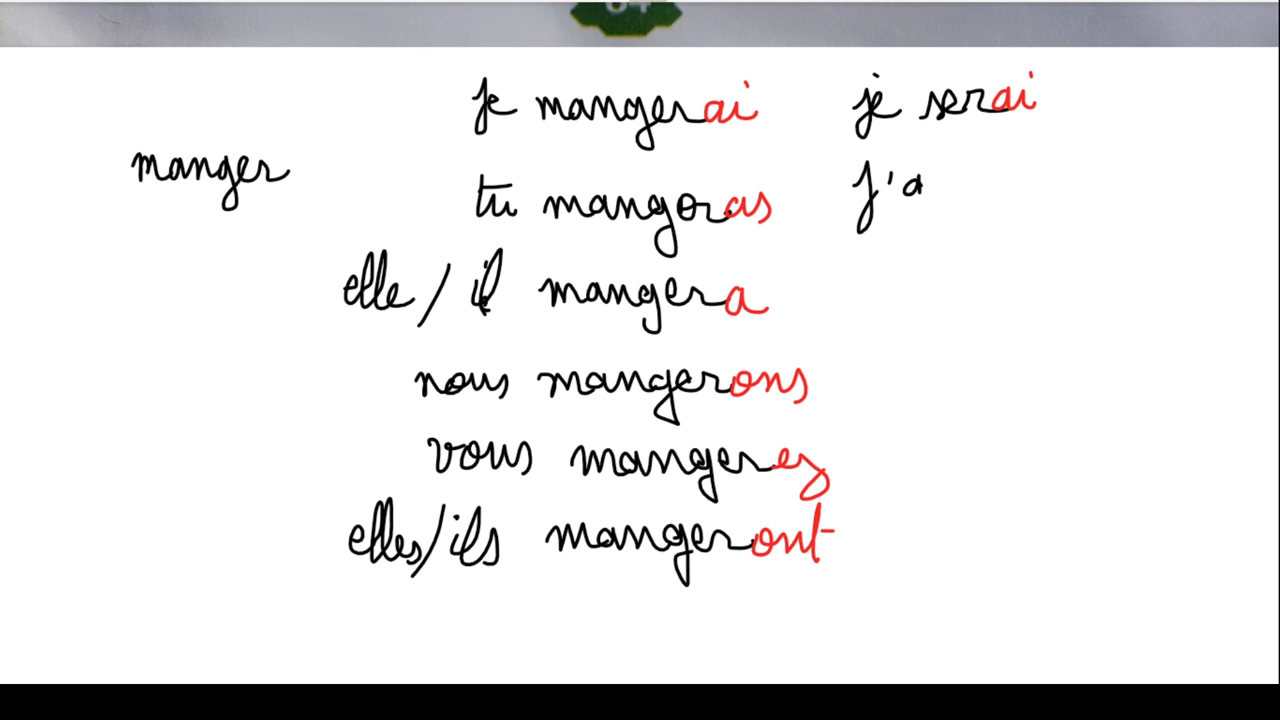 je mangerai je serai
manger
tu mangeras j'a
elle/il mangera
nous mangerons
vous mangerez
elles/ils mangeront